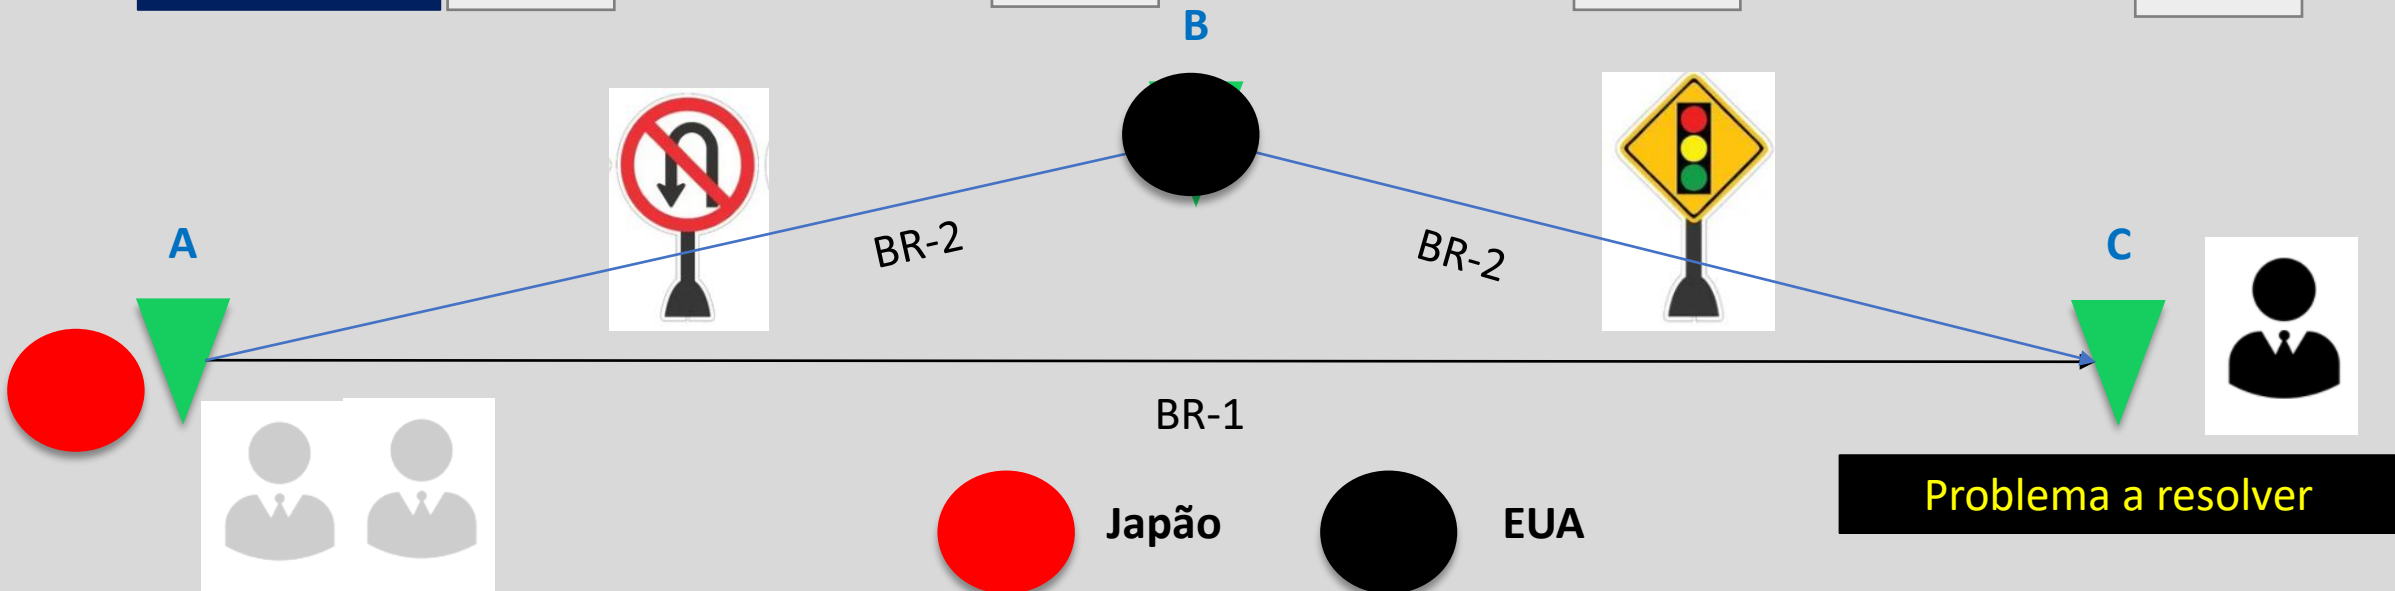 B
A
BR-2
BR-2
C
BR-1
Japão
EUA
Problema a resolver